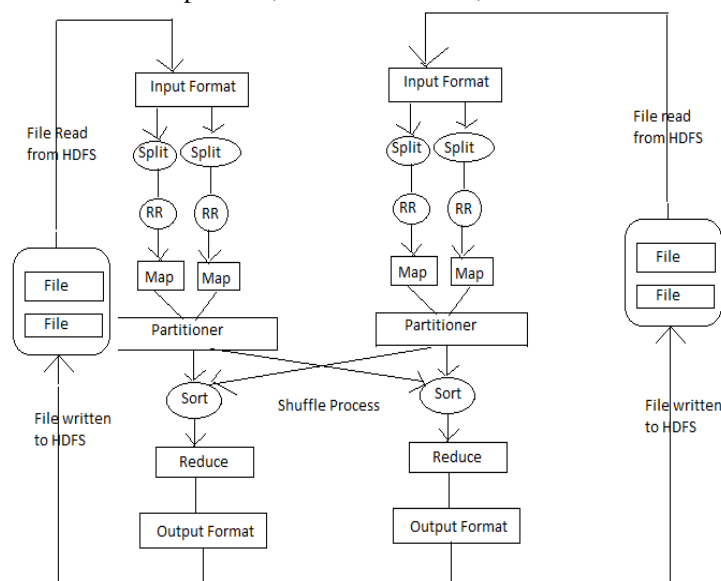 Input Format
Input Format
File Read
from HDFS
File read
from HDFS
Split
Split
Split
Split
RR
RR
RR
RR
Map
Map
Map
Map
File
File
File
File
Partitioner
Partitioner
Sort
Shuffle Process
Sort
File written
to HDFS
File written
to HDFS
Reduce
Reduce
Output Format
Output Format